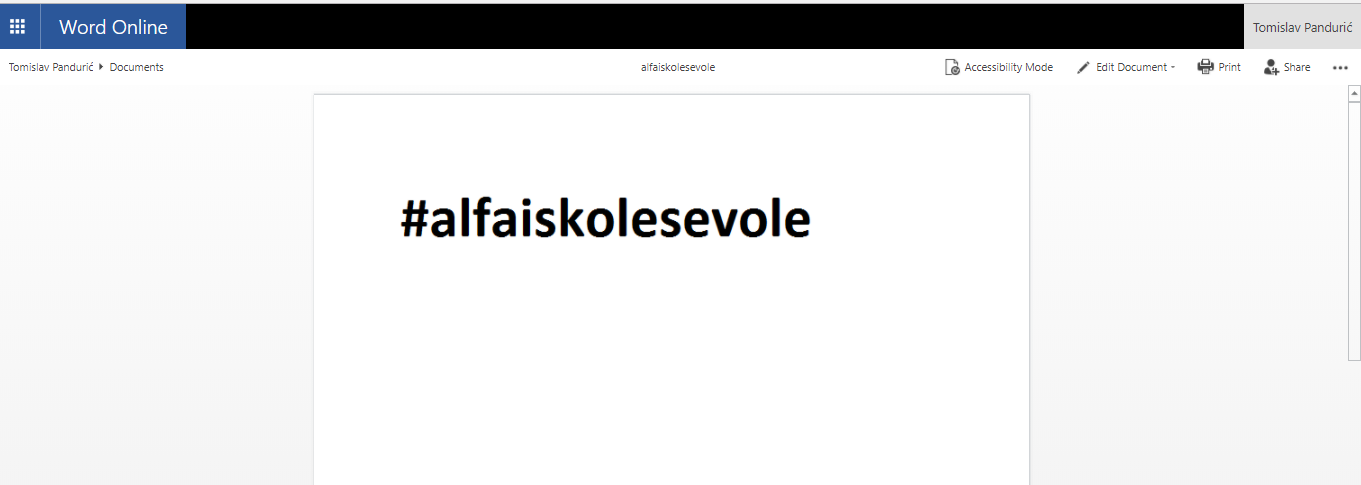 Word Online
Tomislav Pandurić
Tomislav Pandurić Documents
alfaiskolesevole
Accessibility Mode
Edit Document
Print
Share
#alfaiskolesevole